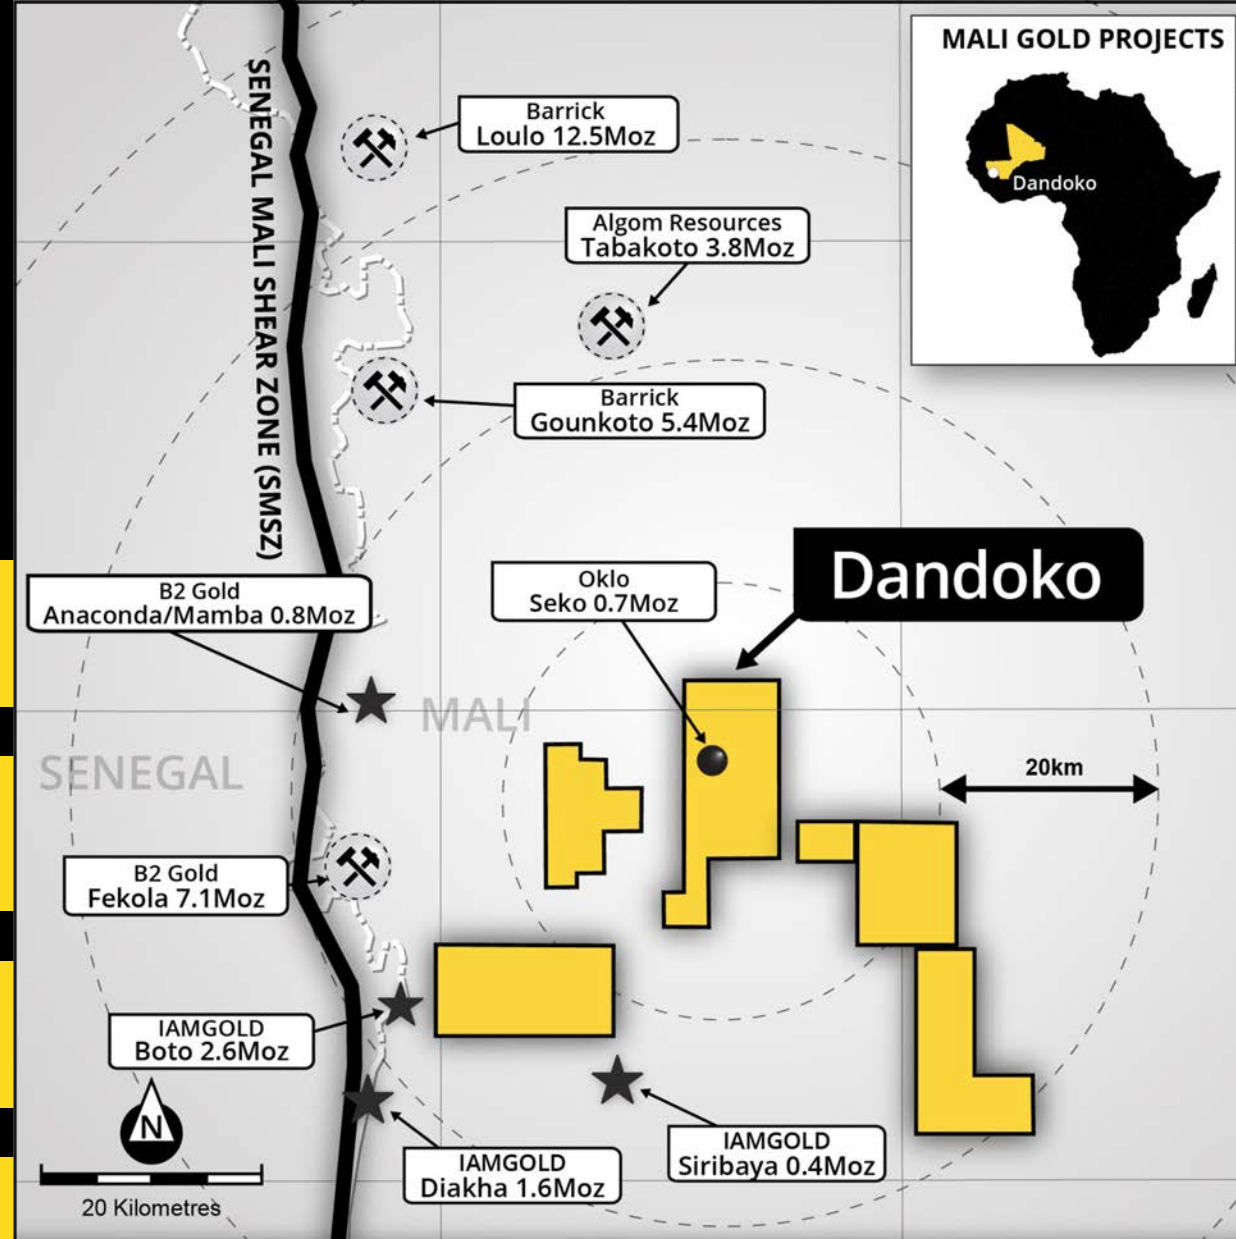 MALI GOLD PROJECTS
Dandoko
SENEGAL MALI SHEAR ZONE (SMSZ)
Barrick
Loulo 12.5Moz
Algom Resources
Tabakoto 3.8Moz
Barrick
Gounkoto 5.4Moz
Dandoko
Oklo
Seko 0.7Moz
B2 Gold
Anaconda/Mamba 0.8Moz
MALI
SENEGAL
20km
B2 Gold
Fekola 7.1Moz
IAMGOLD
Boto 2.6Moz
IAMGOLD
Siribaya 0.4Moz
IAMGOLD
Diakha 1.6Moz
N
20 Kilometres